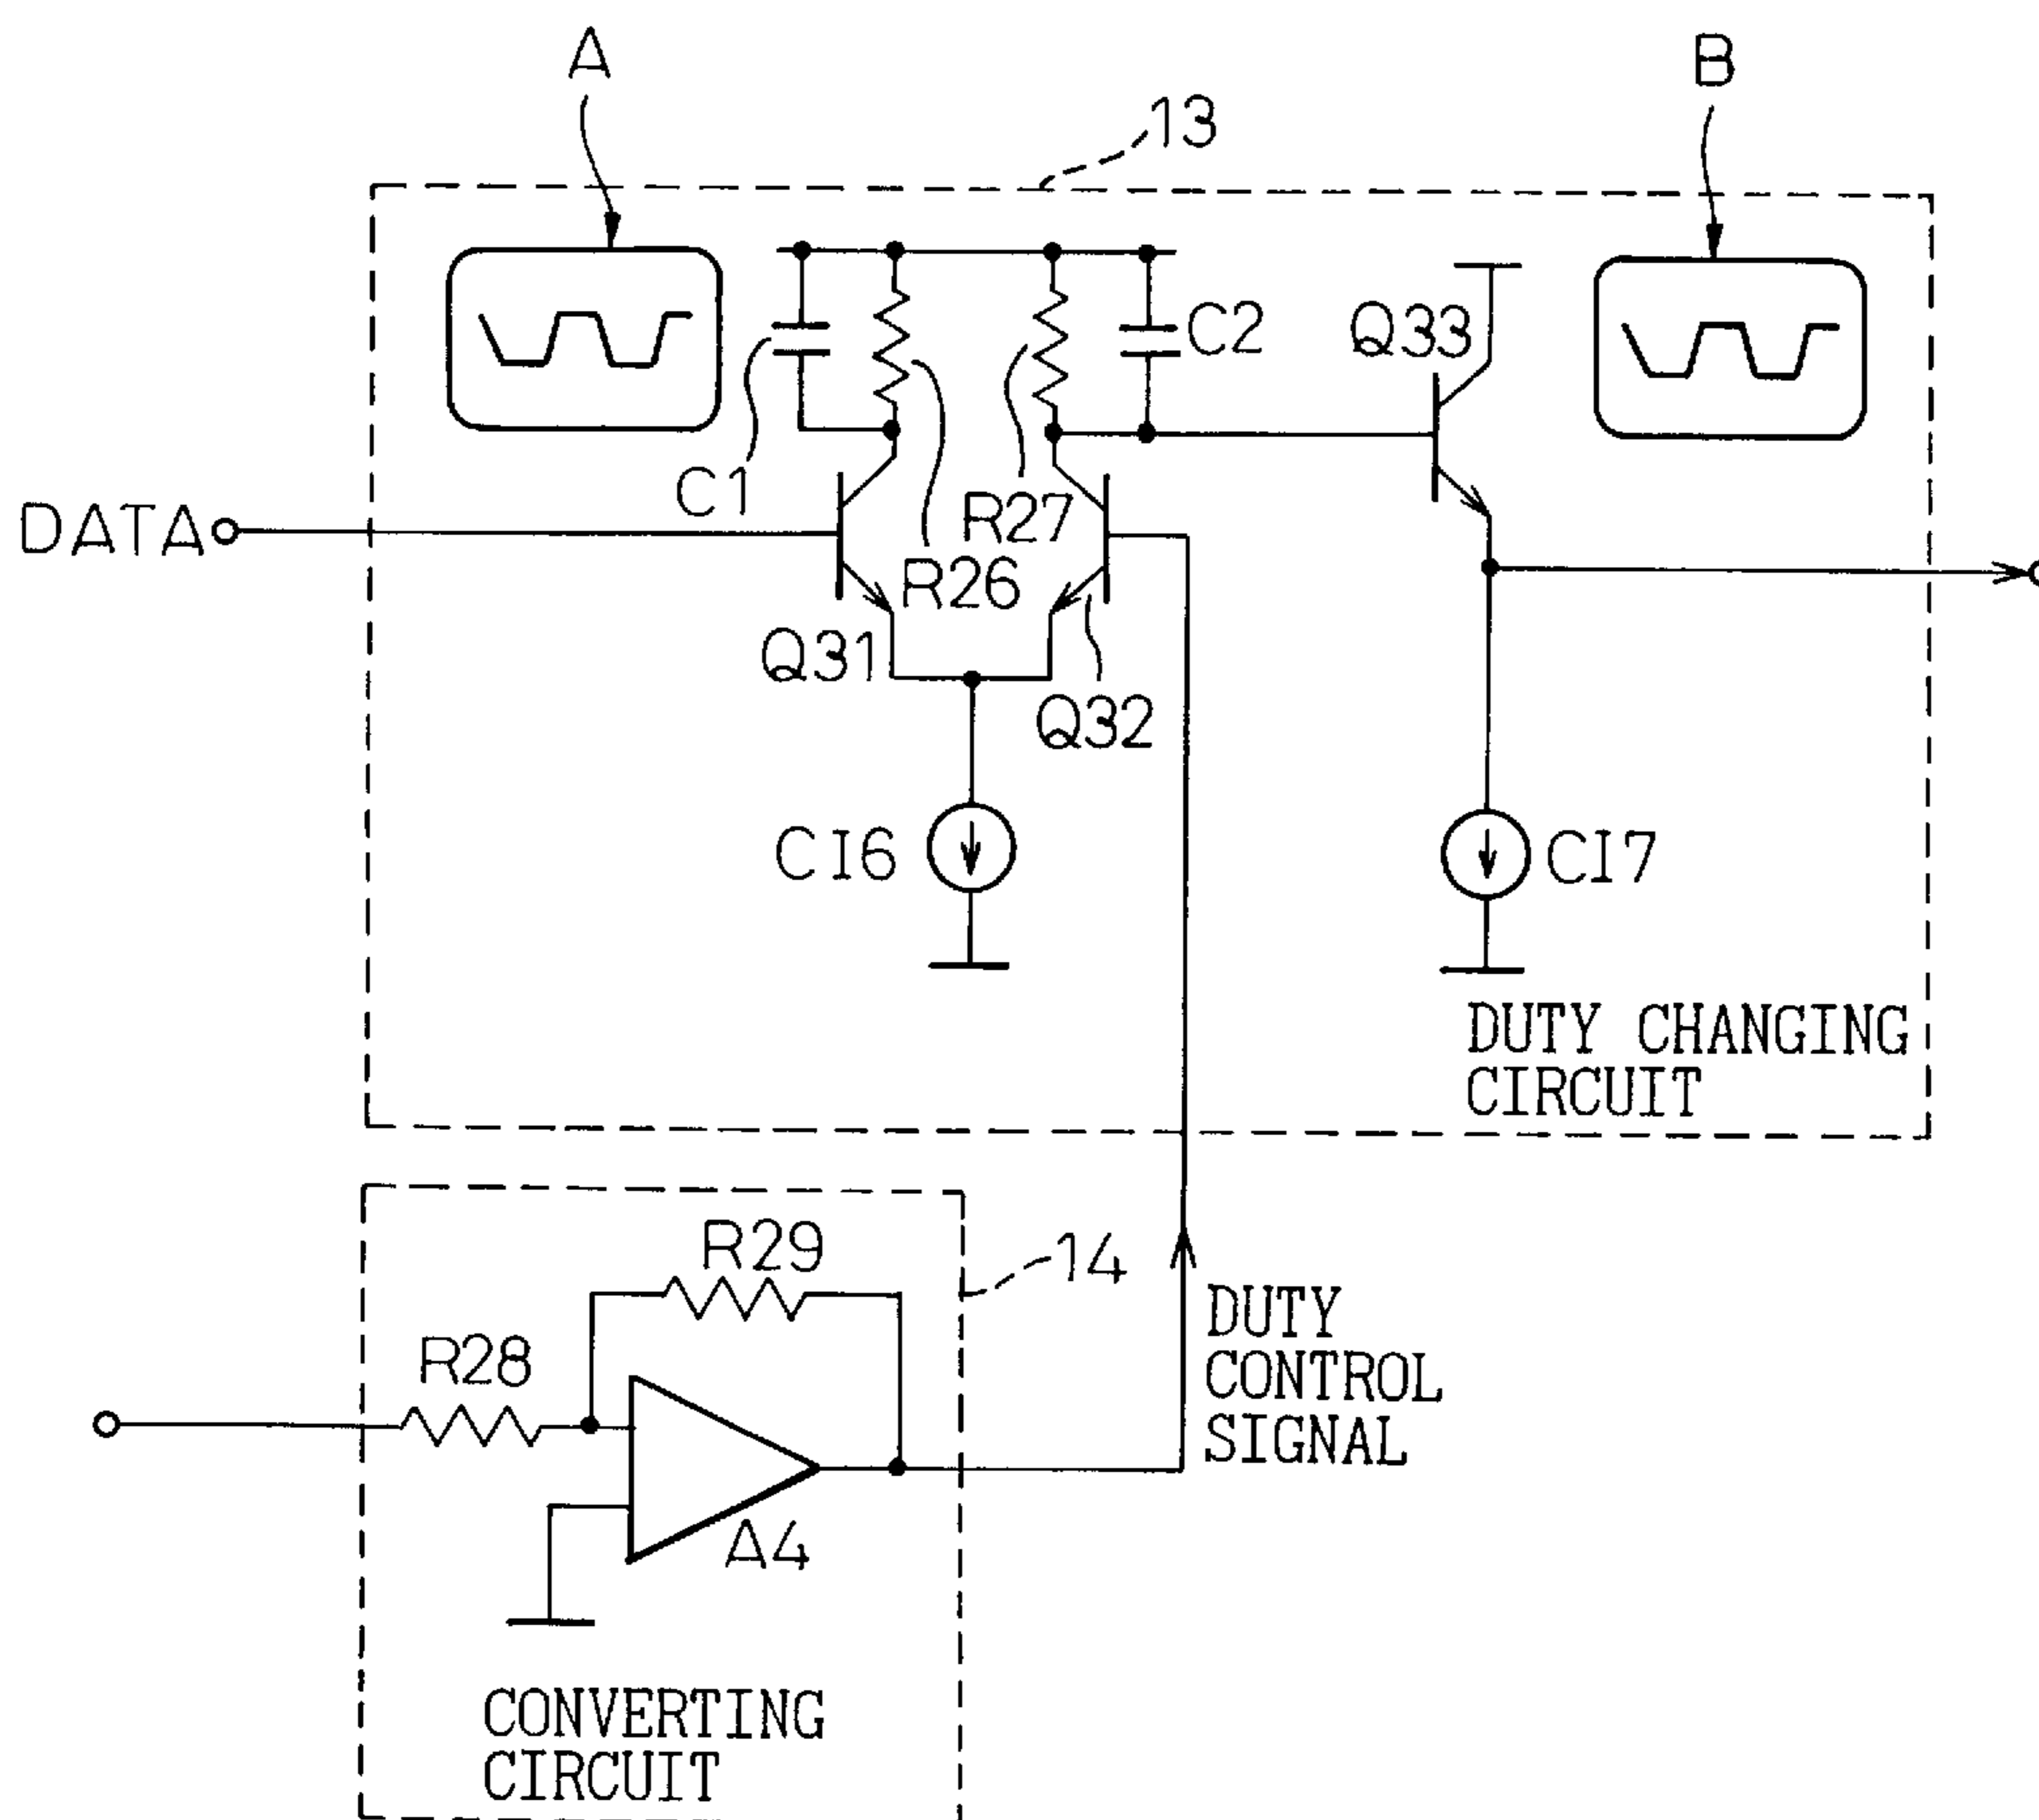 A
B
13
C2
Q33
C1
R27
DATA
R26
Q31
Q32
CI6
CI7
DUTY CHANGING
CIRCUIT
R29
14
R28
DUTY
CONTROL
SIGNAL
A4
CONVERTING
CIRCUIT